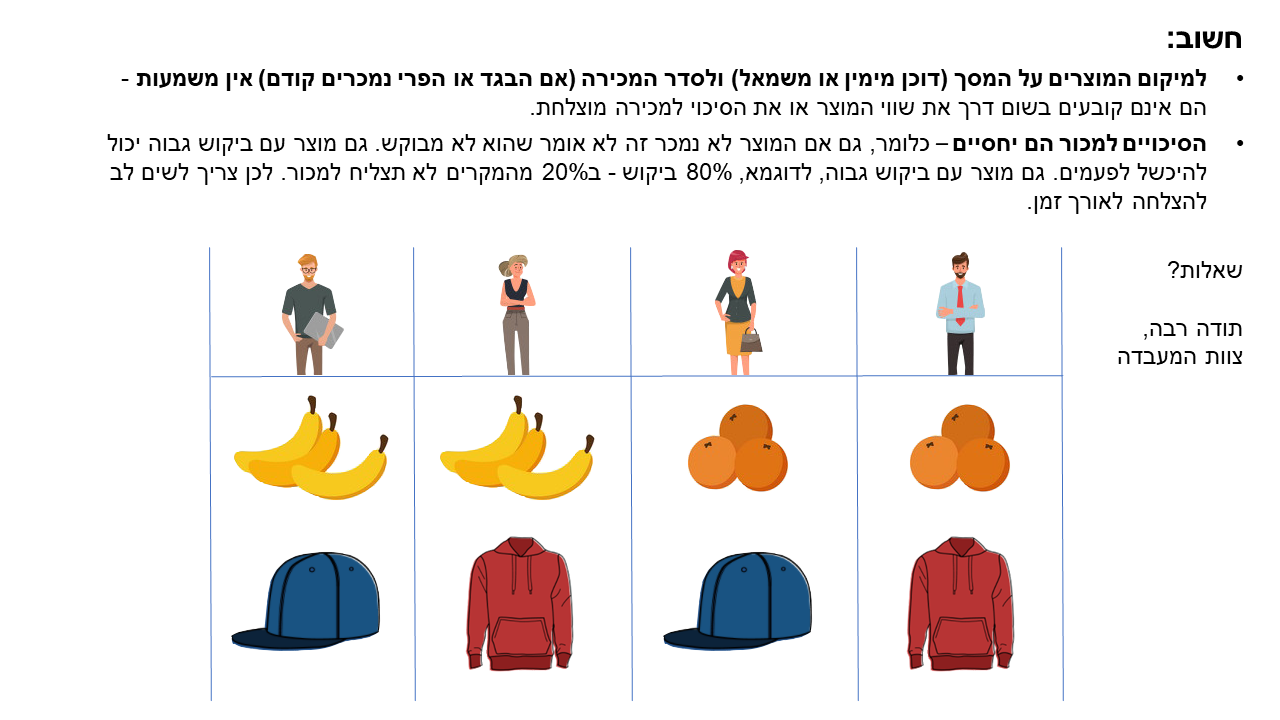 חשוב:
• למיקום המוצרים על המסך (דוכן מימין או משמאל) ולסדר המכירה (אם הבגד או הפרי נמכרים קודם) אין משמעות -
הם אינם קובעים בשום דרך את שווי המוצר או את הסיכוי למכירה מוצלחת.
• הסיכויים למכור הם יחסיים – כלומר, גם אם המוצר לא נמכר זה לא אומר שהוא לא מבוקש. גם מוצר עם ביקוש גבוה יכול
להיכשל לפעמים. גם מוצר עם ביקוש גבוה, לדוגמא, 80% ביקוש - ב20% מהמקרים לא תצליח למכור. לכן צריך לשים לב
להצלחה לאורך זמן.
שאלות?
תודה רבה,
צוות המעבדה